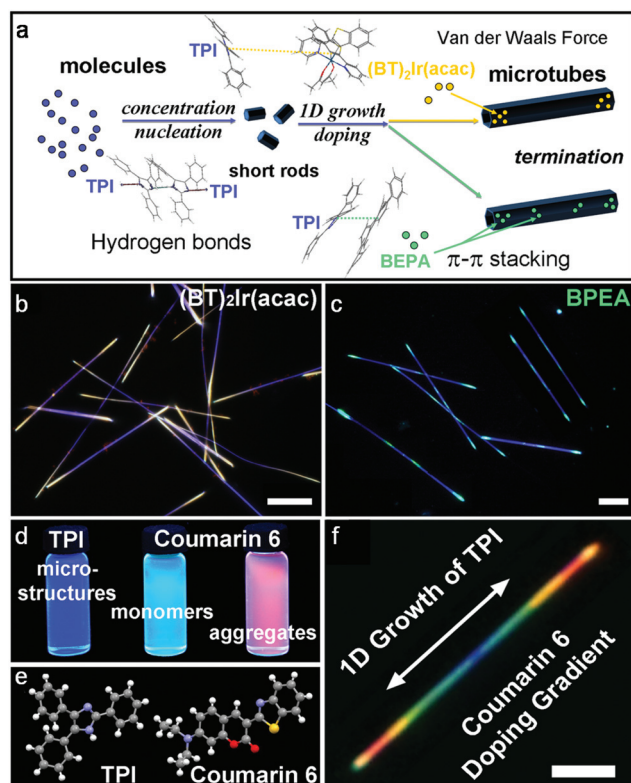 a
TPI
Van der Waals Force
molecules
(BT)2Ir(acac)
microtubes
concentration
nucleation
1D growth
doping
short rods
termination
TPI
TPI
TPI
Hydrogen bonds
BEPA
π-π stacking
b
(BT)2Ir(acac)
c
BPEA
d
TPI
Coumarin 6
micro-
structures
monomers
aggregates
e
TPI
Coumarin 6
f
1D Growth of TPI
Coumarin 6
Doping Gradient